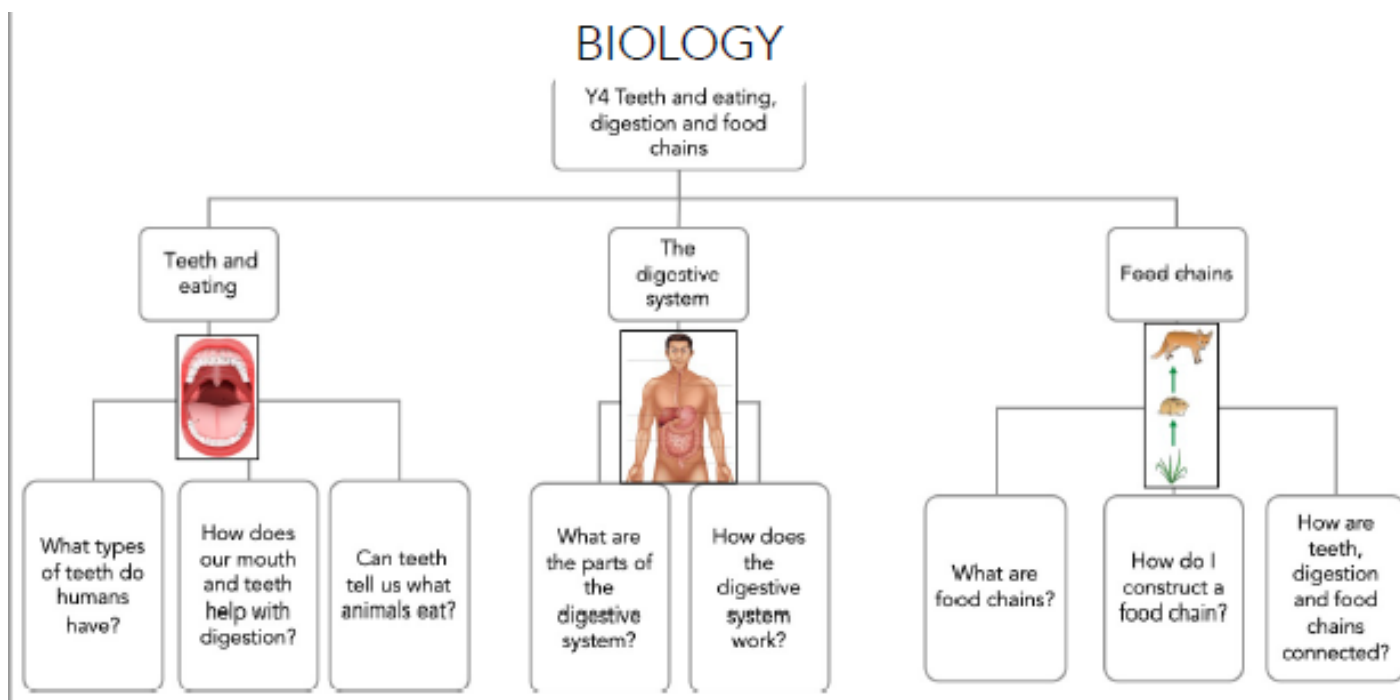 BIOLOGY
Y4 Teeth and eating,
digestion and food
chains
Teeth and
eating
The
digestive
system
Food chains
What types
of teeth do
humans
have?
How does
our mouth
and teeth
help with
digestion?
Can teeth
tell us what
animals eat?
What are
the parts of
the
digestive
system?
How does
the
digestive
system
work?
What are
food chains?
How do I
construct a
food chain?
How are
teeth,
digestion
and food
chains
connected?